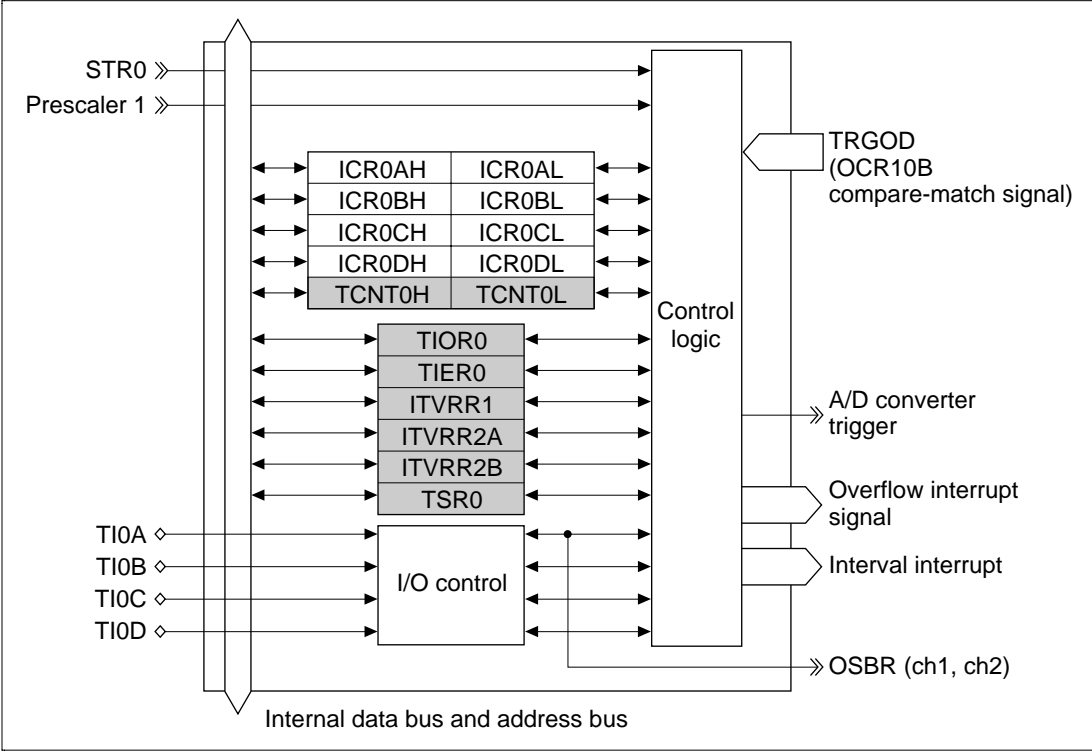 STR0
Prescaler 1
TRGOD
(OCR10B
compare-match signal)
ICR0AH ICR0AL
ICR0BH ICR0BL
ICR0CH ICR0CL
ICR0DH ICR0DL
TCNT0H TCNT0L
Control
logic
TIOR0
TIER0
ITVRR1
ITVRR2A
ITVRR2B
TSR0
A/D converter
trigger
Overflow interrupt
signal
Interval interrupt
TI0A
TI0B
TI0C
TI0D
I/O control
OSBR (ch1, ch2)
Internal data bus and address bus